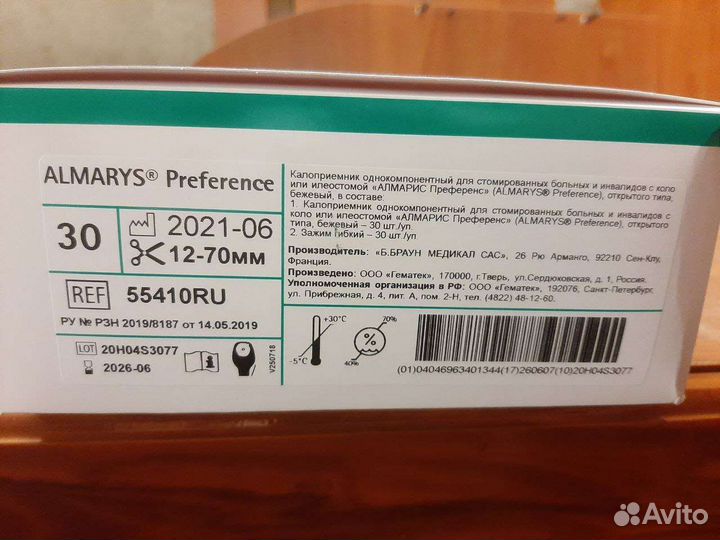 ALMARYS® Preference
30
2021-06
12-70мм
REF 55410RU
РУ № РЗН 2019/8187 от 14.05.2019
LOT 20H04S3077
2026-06
V250718
Калоприемник однокомпонентный для стомированных больных и инвалидов с коло
или илеостомой «АЛМАРИС Преференс» (ALMARYS® Preference), открытого типа,
бежевый, в составе:
1. Калоприемник однокомпонентный для стомированных больных и инвалидов с
коло или илеостомой «АЛМАРИС Преференс» (ALMARYS® Preference), открытого
типа, бежевый – 30 шт./уп.
2. Зажим гибкий – 30 шт./уп
Производитель: «Б.БРАУН МЕДИКАЛ САС», 26 Рю Арманго, 92210 Сен-Клу,
Франция.
Произведено: ООО «Гематек», 170000, г.Тверь, ул.Сердюковская, д. 1, Россия.
Уполномоченная организация в РФ: ООО «Гематек», 192076, Санкт-Петербург,
ул. Прибрежная, д. 4, лит А, пом. 2-Н, тел. (4822) 48-12-60.
+30°C
-5°C
70%
%
40%
(01)04046963401344(17)260607(10)20H04S3077
Avito